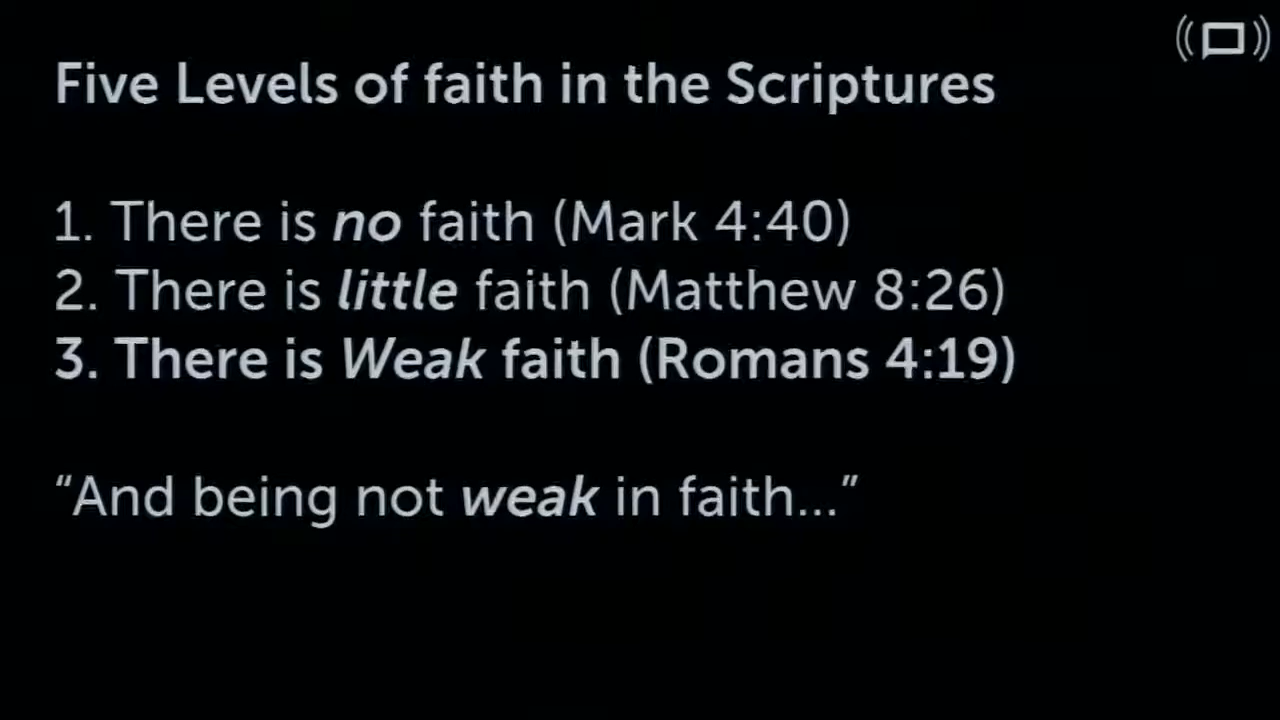 Five Levels of faith in the Scriptures
1. There is no faith (Mark 4:40)
2. There is little faith (Matthew 8:26)
3. There is Weak faith (Romans 4:19)
“And being not weak in faith...”